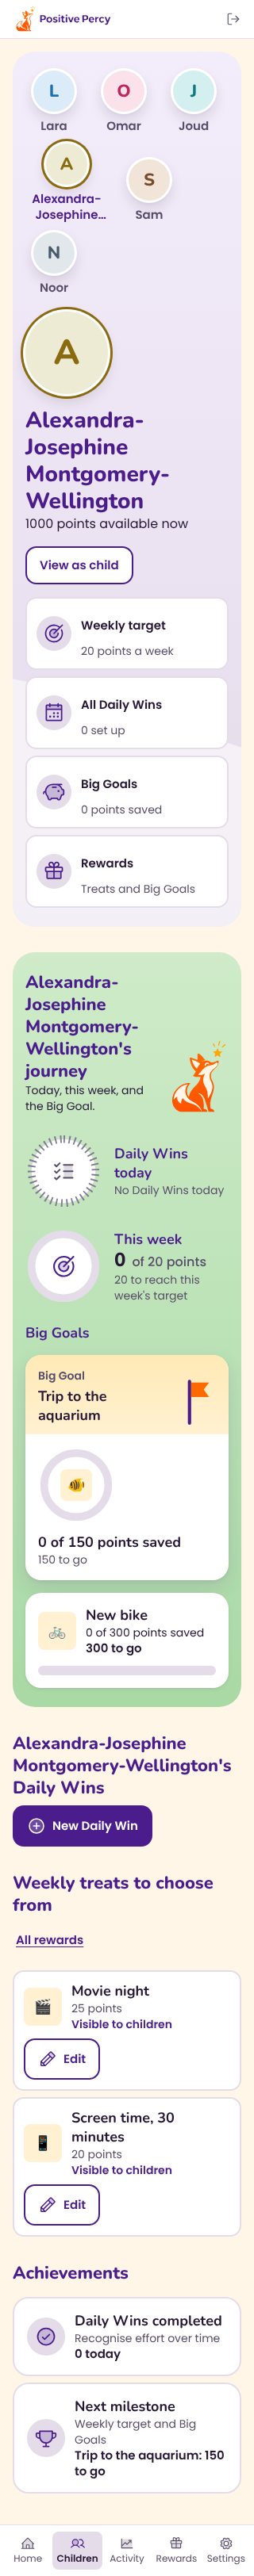 Positive Percy
L
O
J
Lara
Omar
Joud
A
S
Alexandra-
Josephine...
Sam
N
Noor
A
Alexandra-
Josephine
Montgomery-
Wellington
1000 points available now
View as child
Weekly target
20 points a week
All Daily Wins
0 set up
Big Goals
0 points saved
Rewards
Treats and Big Goals
Alexandra-
Josephine
Montgomery-
Wellington's
journey
Today, this week, and
the Big Goal.
Daily Wins
today
No Daily Wins today
This week
0 of 20 points
20 to reach this
week's target
Big Goals
Big Goal
Trip to the
aquarium
0 of 150 points saved
150 to go
New bike
0 of 300 points saved
300 to go
Alexandra-Josephine
Montgomery-Wellington's
Daily Wins
New Daily Win
Weekly treats to choose
from
All rewards
Movie night
25 points
Visible to children
Edit
Screen time, 30
minutes
20 points
Visible to children
Edit
Achievements
Daily Wins completed
Recognise effort over time
0 today
Next milestone
Weekly target and Big
Goals
Trip to the aquarium: 150
to go
Home
Children
Activity
Rewards
Settings